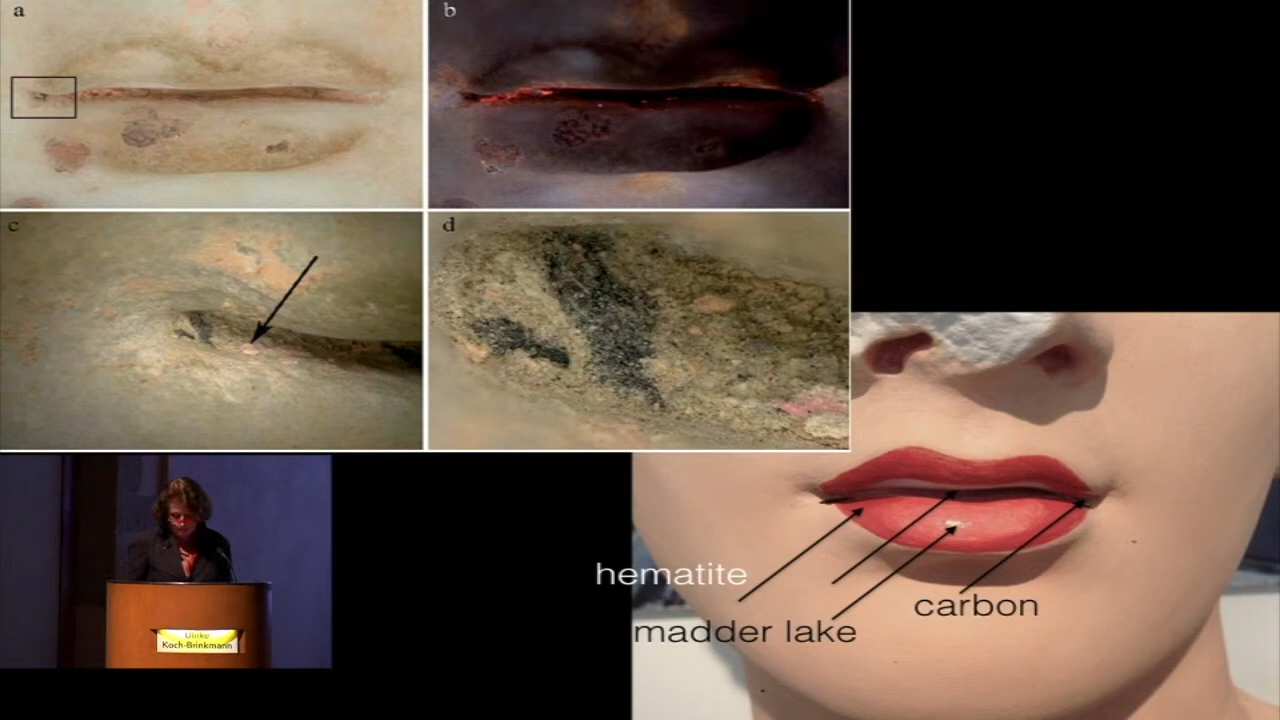 a
b
c
d
hematite
madder lake
carbon
Ulrike
Koch-Brinkmann